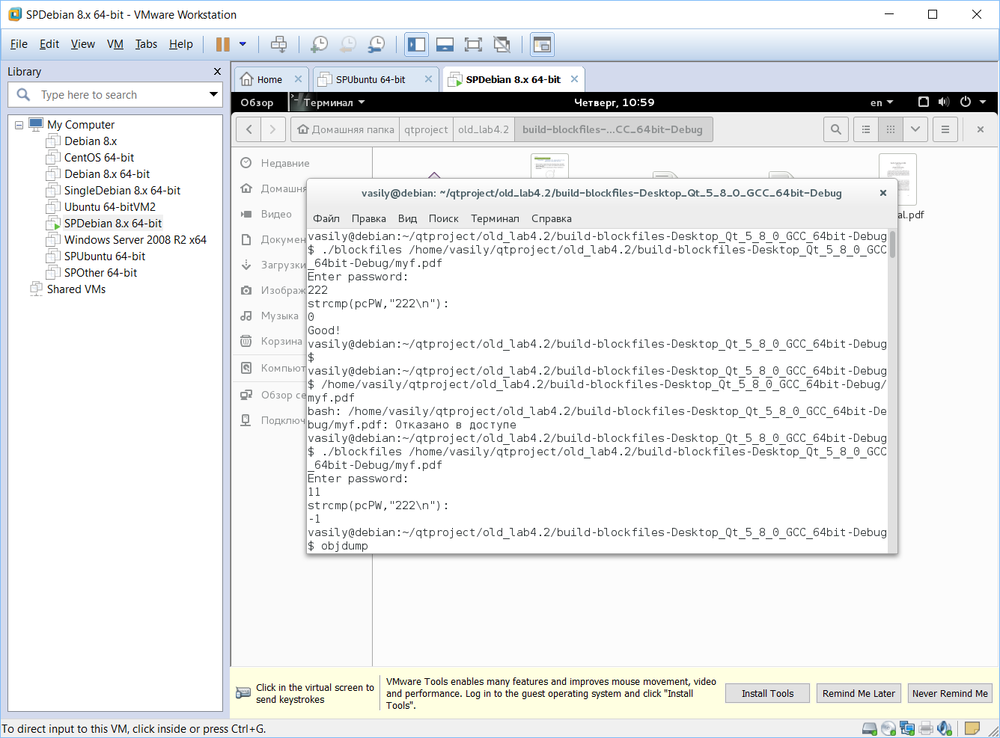 SPDebian 8.x 64-bit - VMware Workstation
File Edit View VM Tabs Help
Library
Type here to search
My Computer
Debian 8.x
CentOS 64-bit
Debian 8.x 64-bit
SingleDebian 8.x 64-bit
Ubuntu 64-bitVM2
SPDebian 8.x 64-bit
Windows Server 2008 R2 x64
SPUbuntu 64-bit
SPOther 64-bit
Shared VMs
Home SPUbuntu 64-bit SPDebian 8.x 64-bit
Обзор Терминал Четверг, 10:59 en
Домашняя папка qtproject old_lab4.2 build-blockfiles-...CC_64bit-Debug
Недавние
Домашня
Видео
Докумен
Загрузки
Изображ
Музыка
Корзина
Компьют
Обзор се
Подключ
al.pdf
vasily@debian: ~/qtproject/old_lab4.2/build-blockfiles-Desktop_Qt_5_8_0_GCC_64bit-Debug
Файл Правка Вид Поиск Терминал Справка
vasily@debian:~/qtproject/old_lab4.2/build-blockfiles-Desktop_Qt_5_8_0_GCC_64bit-Debug
$ ./blockfiles /home/vasily/qtproject/old_lab4.2/build-blockfiles-Desktop_Qt_5_8_0_GCC
_64bit-Debug/myf.pdf
Enter password:
222
strcmp(pcPW,"222\n"):
0
Good!
vasily@debian:~/qtproject/old_lab4.2/build-blockfiles-Desktop_Qt_5_8_0_GCC_64bit-Debug
$
vasily@debian:~/qtproject/old_lab4.2/build-blockfiles-Desktop_Qt_5_8_0_GCC_64bit-Debug
$ /home/vasily/qtproject/old_lab4.2/build-blockfiles-Desktop_Qt_5_8_0_GCC_64bit-Debug/
myf.pdf
bash: /home/vasily/qtproject/old_lab4.2/build-blockfiles-Desktop_Qt_5_8_0_GCC_64bit-De
bug/myf.pdf: Отказано в доступе
vasily@debian:~/qtproject/old_lab4.2/build-blockfiles-Desktop_Qt_5_8_0_GCC_64bit-Debug
$ ./blockfiles /home/vasily/qtproject/old_lab4.2/build-blockfiles-Desktop_Qt_5_8_0_GCC
_64bit-Debug/myf.pdf
Enter password:
11
strcmp(pcPW,"222\n"):
-1
vasily@debian:~/qtproject/old_lab4.2/build-blockfiles-Desktop_Qt_5_8_0_GCC_64bit-Debug
$ objdump
Click in the virtual screen to
send keystrokes
VMware Tools enables many features and improves mouse movement, video
and performance. Log in to the guest operating system and click "Install
Tools".
Install Tools Remind Me Later Never Remind Me
To direct input to this VM, click inside or press Ctrl+G.